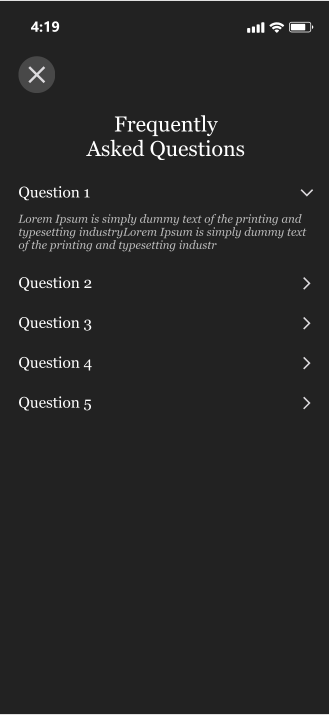 4:19
Frequently
Asked Questions
Question 1
Lorem Ipsum is simply dummy text of the printing and
typesetting industryLorem Ipsum is simply dummy text
of the printing and typesetting industr
Question 2
Question 3
Question 4
Question 5